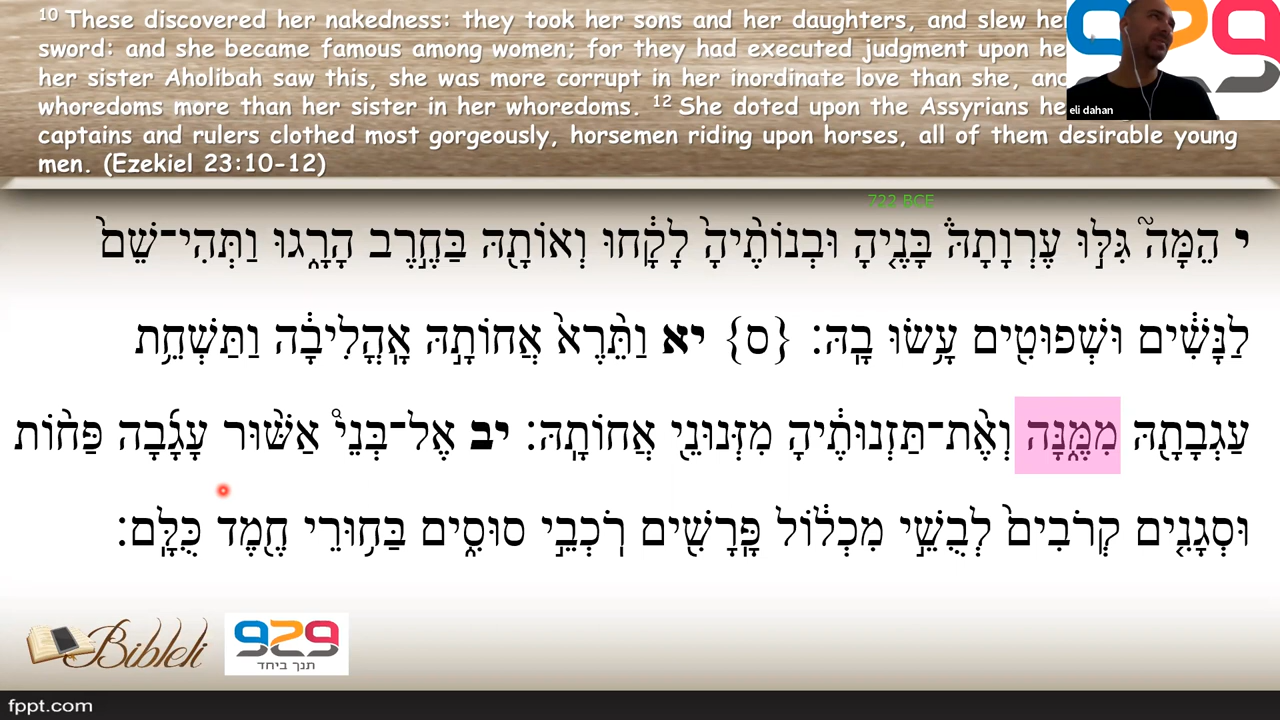 10 These discovered her nakedness: they took her sons and her daughters, and slew her
sword: and she became famous among women; for they had executed judgment upon he
her sister Aholibah saw this, she was more corrupt in her inordinate love than she, and
whoredoms more than her sister in her whoredoms. 12 She doted upon the Assyrians he
captains and rulers clothed most gorgeously, horsemen riding upon horses, all of them desirable young
men. (Ezekiel 23:10-12)
929
eli dahan
722 BCE
י הֵמָּה֮ גִּלּ֣וּ עֶרְוָתָהּ֒ בָּנֶ֤יהָ וּבְנוֹתֶ֙יהָ֙ לָקָ֔חוּ וְאוֹתָ֖הּ בַּחֶ֣רֶב הָרָ֑גוּ וַתְּהִי־שֵׁם֙
לַנָּשִׁ֔ים וּשְׁפוּטִ֖ים עָ֥שׂוּ בָֽהּ׃ {ס} יא וַתֵּ֙רֶא֙ אֲחוֹתָ֣הּ אׇהֳלִיבָ֔ה וַתַּשְׁחֵ֥ת
עַגְבָתָ֖הּ מִמֶּ֑נָּה וְאֶ֨ת־תַּזְנוּתֶ֔יהָ מִזְּנוּנֵ֖י אֲחוֹתָֽהּ׃ יב אֶל־בְּנֵי֩ אַשּׁ֨וּר עָגָ֜בָה פַּח֨וֹת
וּסְגָנִ֤ים קְרֹבִים֙ לְבֻשֵׁ֣י מִכְל֔וֹל פָּרָשִׁ֖ים רֹכְבֵ֣י סוּסִ֑ים בַּח֥וּרֵי חֶ֖מֶד כֻּלָּֽם׃
Bibleli
929
תנך ביחד
fppt.com